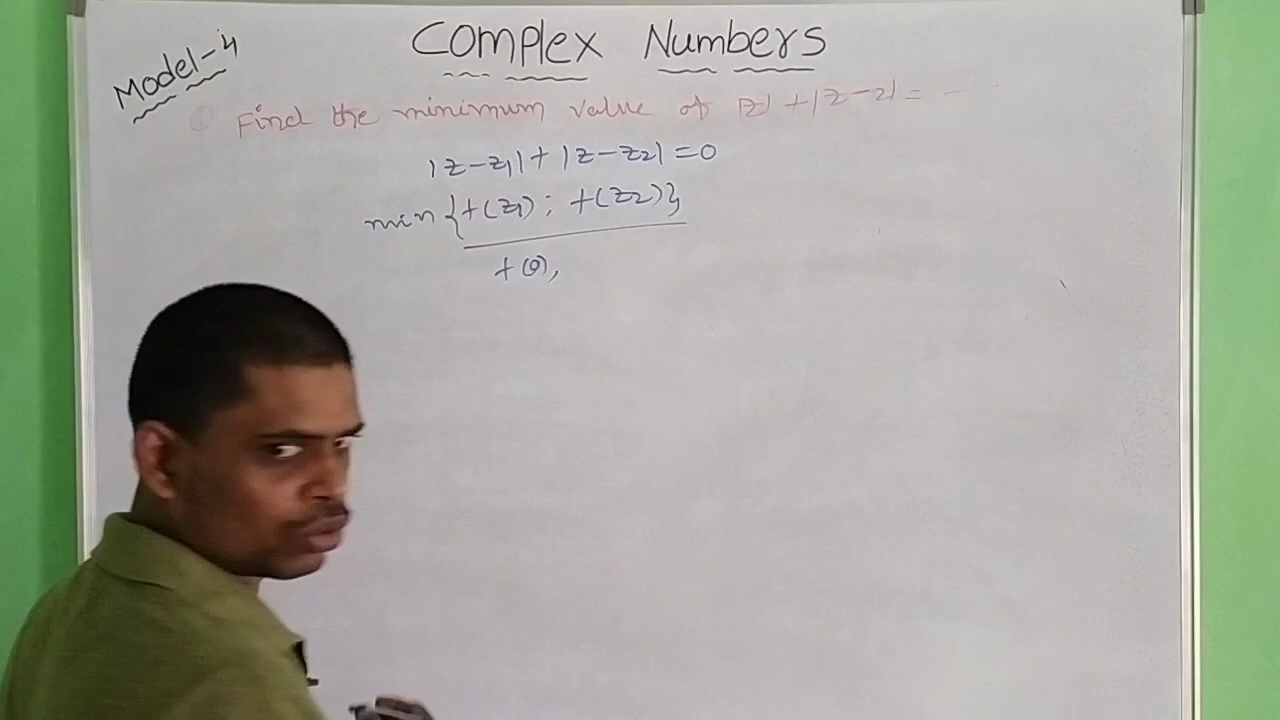 Complex Numbers
Model-4
① Find the minimum value of |z|+|z-2|= —
|z-z₁|+|z-z₂|=0
min{f(z₁); f(z₂)}
f(0),